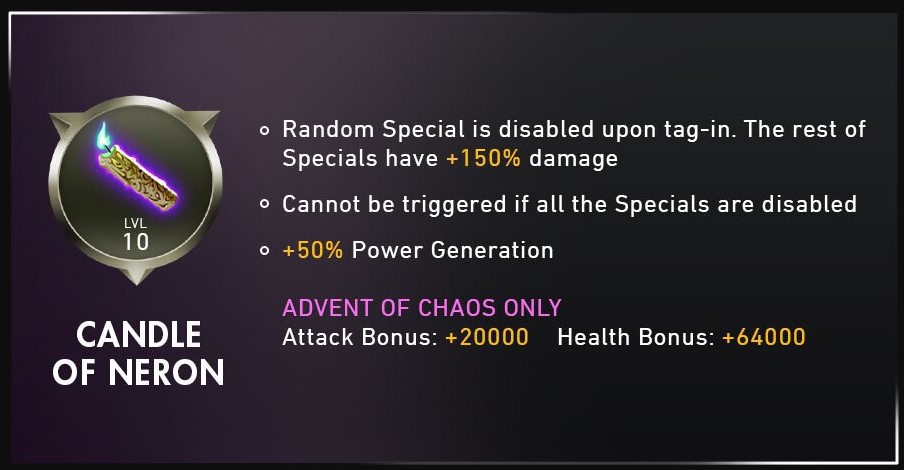 Random Special is disabled upon tag-in. The rest of
Specials have +150% damage
Cannot be triggered if all the Specials are disabled
+50% Power Generation
LVL
10
CANDLE
OF NERON
ADVENT OF CHAOS ONLY
Attack Bonus: +20000 Health Bonus: +64000